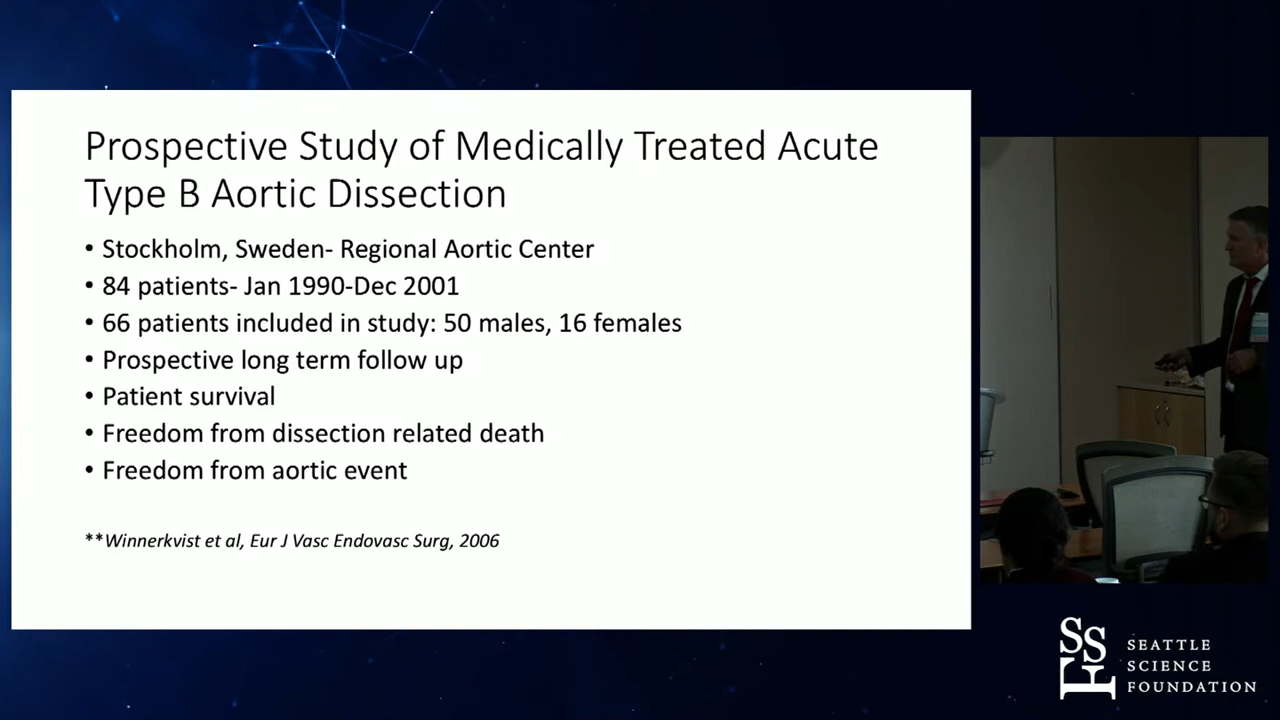 Prospective Study of Medically Treated Acute
Type B Aortic Dissection
• Stockholm, Sweden- Regional Aortic Center
• 84 patients- Jan 1990-Dec 2001
• 66 patients included in study: 50 males, 16 females
• Prospective long term follow up
• Patient survival
• Freedom from dissection related death
• Freedom from aortic event
**Winnerkvist et al, Eur J Vasc Endovasc Surg, 2006
SSF
SEATTLE
SCIENCE
FOUNDATION